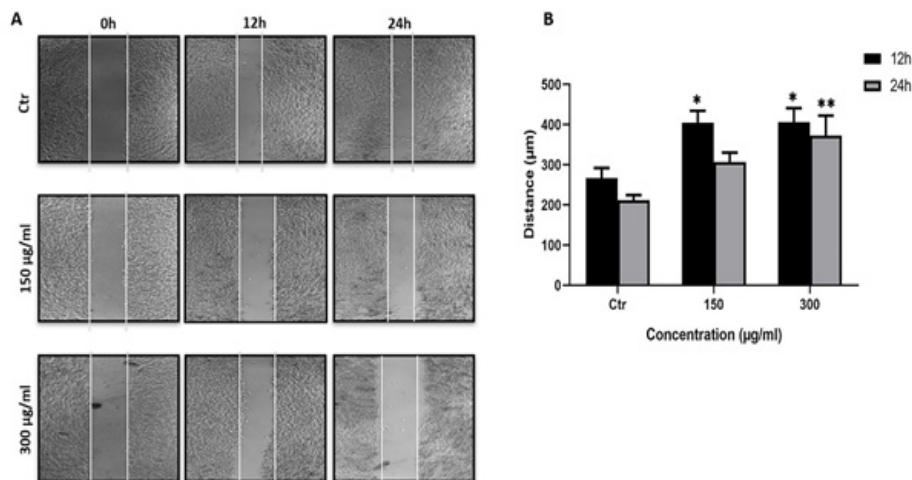 A
0h
12h
24h
Ctr
150 µg/ml
300 µg/ml
B
12h
24h
Distance (µm)
500
400
300
200
100
0
*
*
**
Ctr
150
300
Concentration (µg/ml)